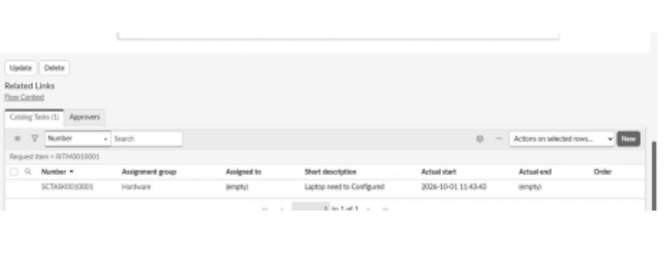 Update Delete
Related Links
Flow Context
Catalog Tasks (1) Approvers
Number Search Actions on selected rows... New
Request item = RITM0010001
Number Assignment group Assigned to Short description Actual start Actual end Order
SCTASK0010001 Hardware (empty) Laptop need to Configured 2026-10-01 11:43:43 (empty)
1 to 1 of 1